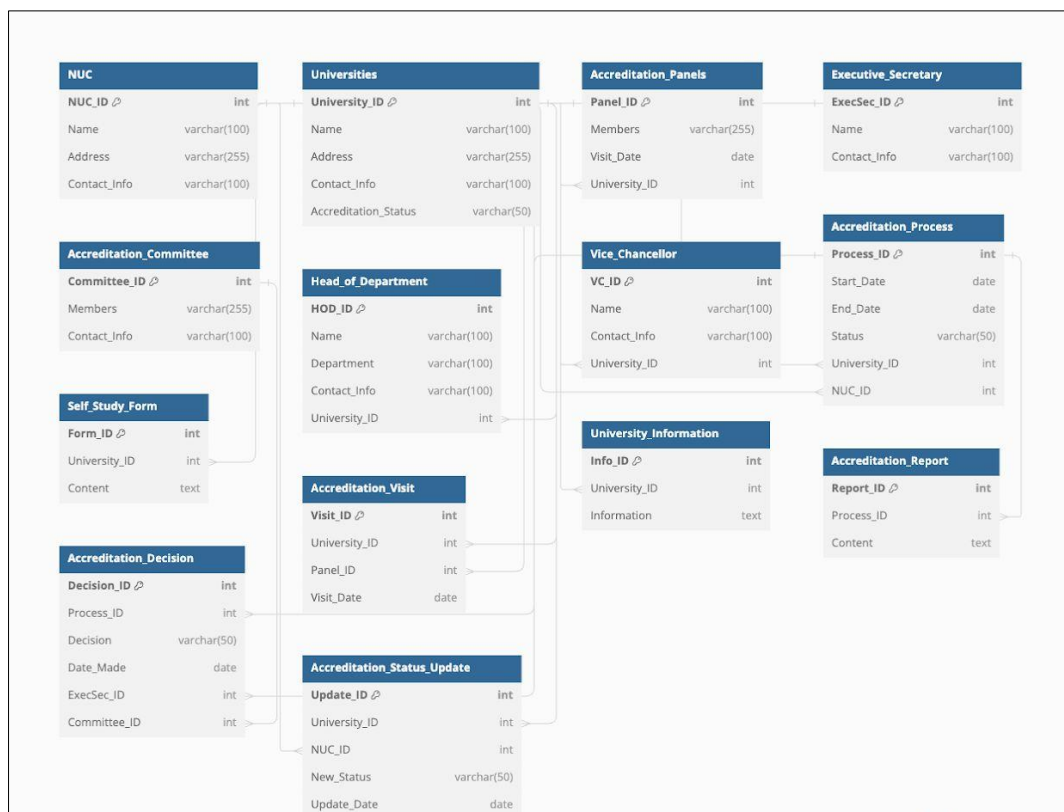 NUC
NUC_ID int
Name varchar(100)
Address varchar(255)
Contact_Info varchar(100)
Universities
University_ID int
Name varchar(100)
Address varchar(255)
Contact_Info varchar(100)
Accreditation_Status varchar(50)
Accreditation_Panels
Panel_ID int
Members varchar(255)
Visit_Date date
University_ID int
Executive_Secretary
ExecSec_ID int
Name varchar(100)
Contact_Info varchar(100)
Accreditation_Committee
Committee_ID int
Members varchar(255)
Contact_Info varchar(100)
Head_of_Department
HOD_ID int
Name varchar(100)
Department varchar(100)
Contact_Info varchar(100)
University_ID int
Vice_Chancellor
VC_ID int
Name varchar(100)
Contact_Info varchar(100)
University_ID int
Accreditation_Process
Process_ID int
Start_Date date
End_Date date
Status varchar(50)
University_ID int
NUC_ID int
Self_Study_Form
Form_ID int
University_ID int
Content text
Accreditation_Visit
Visit_ID int
University_ID int
Panel_ID int
Visit_Date date
University_Information
Info_ID int
University_ID int
Information text
Accreditation_Report
Report_ID int
Process_ID int
Content text
Accreditation_Decision
Decision_ID int
Process_ID int
Decision varchar(50)
Date_Made date
ExecSec_ID int
Committee_ID int
Accreditation_Status_Update
Update_ID int
University_ID int
NUC_ID int
New_Status varchar(50)
Update_Date date